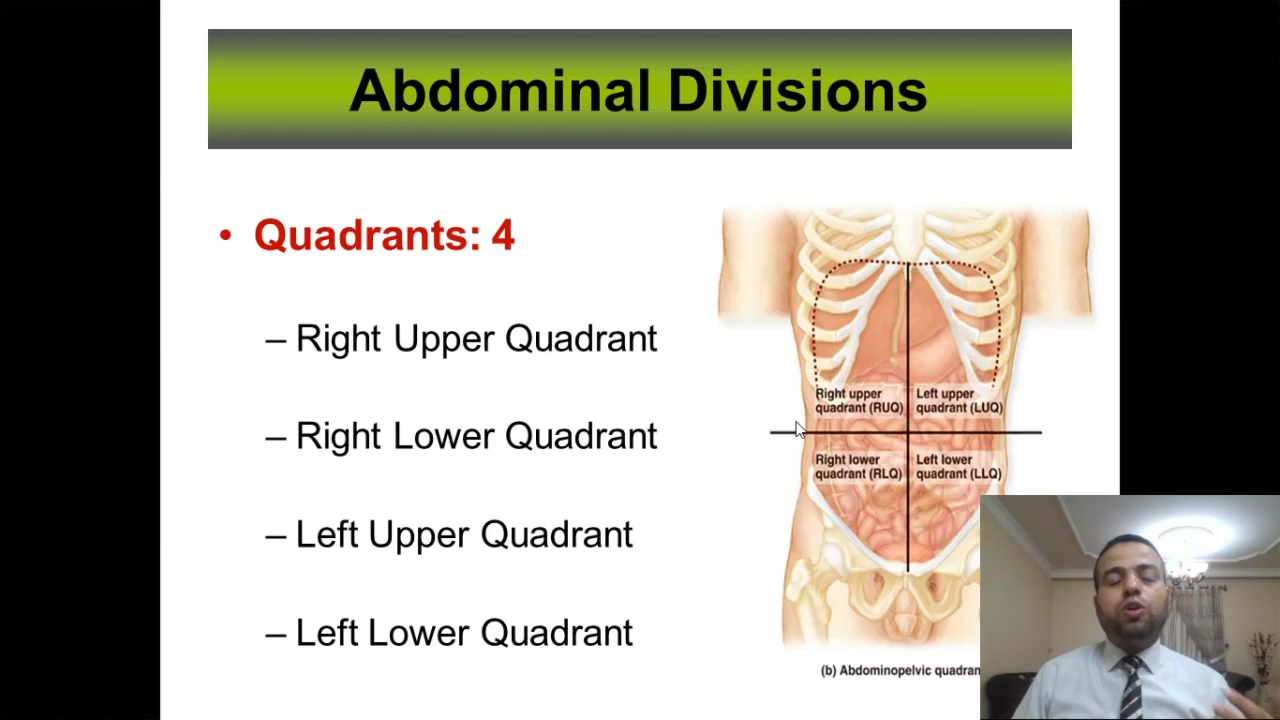 Abdominal Divisions
• Quadrants: 4
– Right Upper Quadrant
– Right Lower Quadrant
– Left Upper Quadrant
– Left Lower Quadrant
Right upper
quadrant (RUQ)
Left upper
quadrant (LUQ)
Right lower
quadrant (RLQ)
Left lower
quadrant (LLQ)
(b) Abdominopelvic quadran